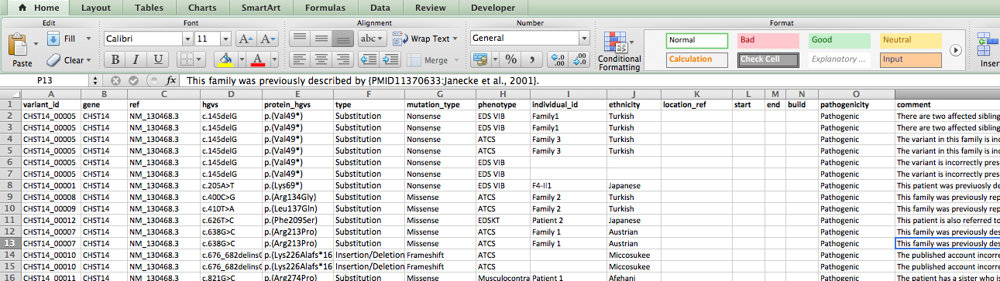 Home Layout Tables Charts SmartArt Formulas Data Review Developer
Edit Font Alignment Number Format
Paste Fill Clear Calibri 11 A A abc Wrap Text General Normal Bad Good Neutral
B I U A Merge % , .0 .00 .00 .0 Conditional Formatting Calculation Check Cell Explanatory ... Input Insert
P13 fx This family was previously described by {PMID11370633:Janecke et al., 2001}.
A B C D E F G H I J K L M N O P
1 variant_id gene ref hgvs protein_hgvs type mutation_type phenotype individual_id ethnicity location_ref start end build pathogenicity comment
2 CHST14_00005 CHST14 NM_130468.3 c.145delG p.(Val49*) Substitution Nonsense EDS VIB Family1 Turkish Pathogenic There are two affected sibling
3 CHST14_00005 CHST14 NM_130468.3 c.145delG p.(Val49*) Substitution Nonsense EDS VIB Family1 Turkish Pathogenic There are two affected sibling
4 CHST14_00005 CHST14 NM_130468.3 c.145delG p.(Val49*) Substitution Nonsense ATCS Family 3 Turkish Pathogenic The variant in this family is inc
5 CHST14_00005 CHST14 NM_130468.3 c.145delG p.(Val49*) Substitution Nonsense ATCS Family 3 Turkish Pathogenic The variant in this family is inc
6 CHST14_00005 CHST14 NM_130468.3 c.145delG p.(Val49*) Substitution Nonsense EDS VIB Pathogenic The variant is incorrectly prese
7 CHST14_00005 CHST14 NM_130468.3 c.145delG p.(Val49*) Substitution Nonsense EDS VIB Pathogenic The variant is incorrectly prese
8 CHST14_00001 CHST14 NM_130468.3 c.205A>T p.(Lys69*) Substitution Nonsense EDS VIB F4-II1 Japanese Pathogenic This patient was previuosly de
9 CHST14_00008 CHST14 NM_130468.3 c.400C>G p.(Arg134Gly) Substitution Missense ATCS Family 2 Turkish Pathogenic This family was previously rep
10 CHST14_00009 CHST14 NM_130468.3 c.410T>A p.(Leu137Gln) Substitution Missense ATCS Family 2 Turkish Pathogenic This family was previously rep
11 CHST14_00012 CHST14 NM_130468.3 c.626T>C p.(Phe209Ser) Substitution Missense EDSKT Patient 2 Japanese Pathogenic This patient is also referred to
12 CHST14_00007 CHST14 NM_130468.3 c.638G>C p.(Arg213Pro) Substitution Missense ATCS Family 1 Austrian Pathogenic This family was previously des
13 CHST14_00007 CHST14 NM_130468.3 c.638G>C p.(Arg213Pro) Substitution Missense ATCS Family 1 Austrian Pathogenic This family was previously des
14 CHST14_00010 CHST14 NM_130468.3 c.676_682delinsC p.(Lys226Alafs*16 Insertion/Deletion Frameshift ATCS Miccosukee Pathogenic The published account incorre
15 CHST14_00010 CHST14 NM_130468.3 c.676_682delinsC p.(Lys226Alafs*16 Insertion/Deletion Frameshift ATCS Miccosukee Pathogenic The published account incorre
16 CHST14_00011 CHST14 NM_130468.3 c.821G>C p.(Arg274Pro) Substitution Missense Musculocontra Patient 1 Afghani Pathogenic The patient has a sister who is